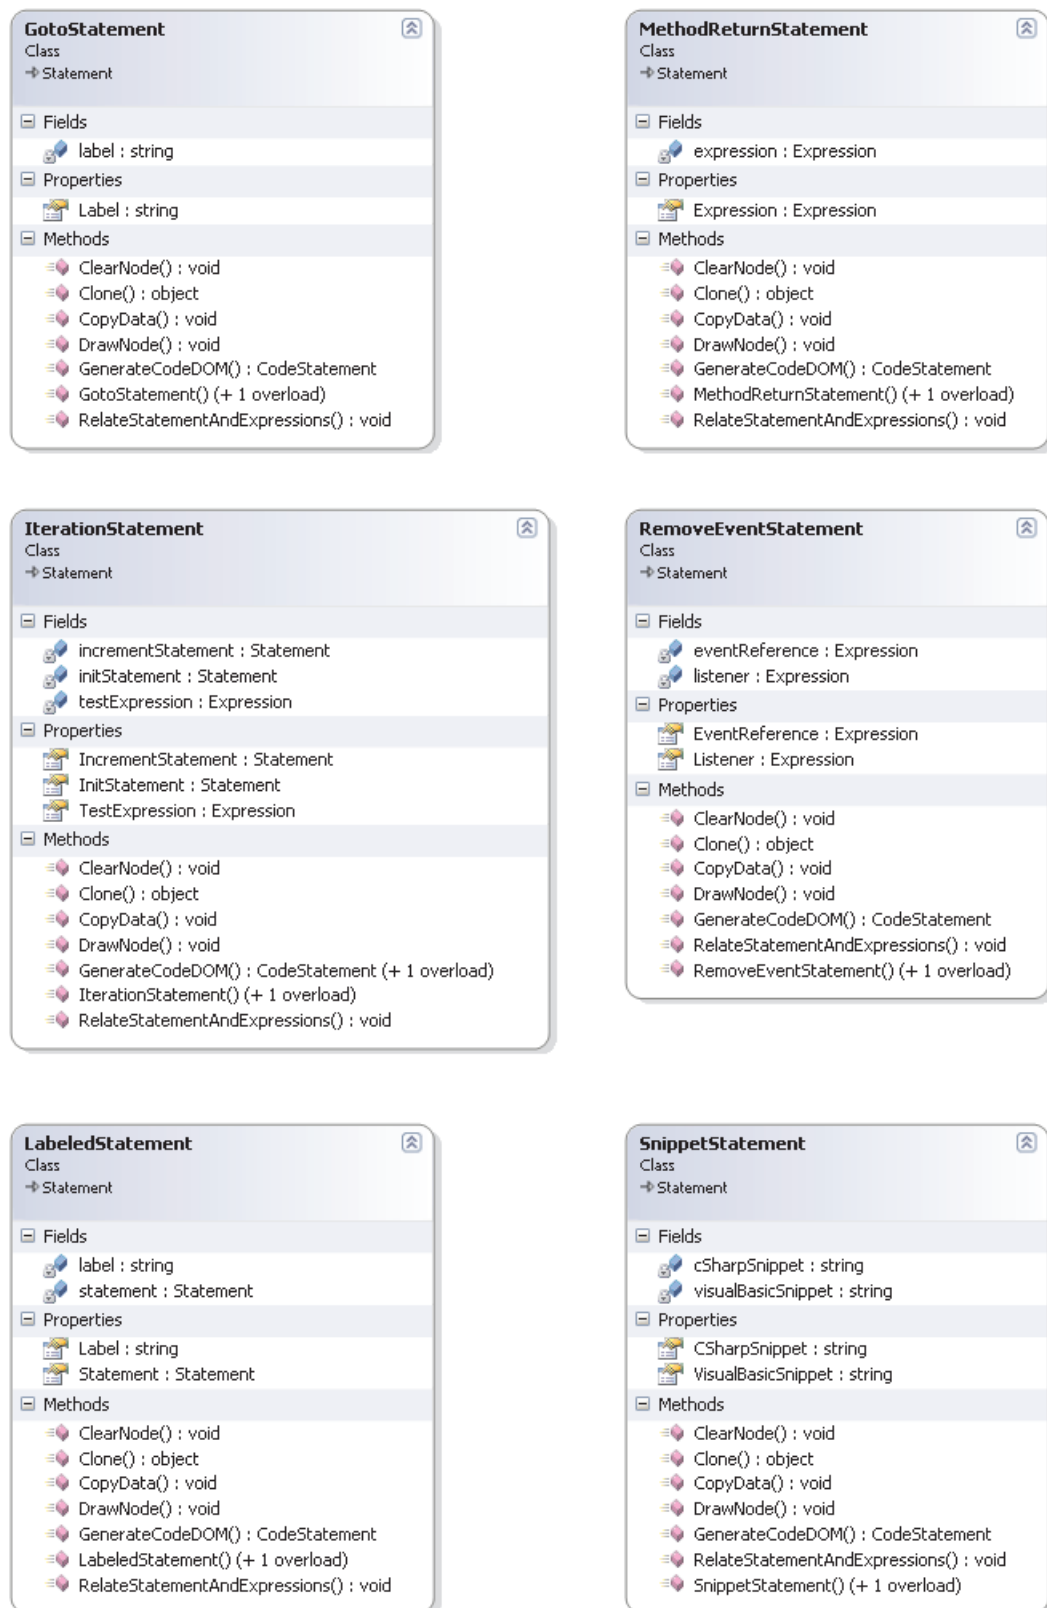 GotoStatement
Class
Statement
Fields
label : string
Properties
Label : string
Methods
ClearNode() : void
Clone() : object
CopyData() : void
DrawNode() : void
GenerateCodeDOM() : CodeStatement
GotoStatement() (+ 1 overload)
RelateStatementAndExpressions() : void
MethodReturnStatement
Class
Statement
Fields
expression : Expression
Properties
Expression : Expression
Methods
ClearNode() : void
Clone() : object
CopyData() : void
DrawNode() : void
GenerateCodeDOM() : CodeStatement
MethodReturnStatement() (+ 1 overload)
RelateStatementAndExpressions() : void
IterationStatement
Class
Statement
Fields
incrementStatement : Statement
initStatement : Statement
testExpression : Expression
Properties
IncrementStatement : Statement
InitStatement : Statement
TestExpression : Expression
Methods
ClearNode() : void
Clone() : object
CopyData() : void
DrawNode() : void
GenerateCodeDOM() : CodeStatement (+ 1 overload)
IterationStatement() (+ 1 overload)
RelateStatementAndExpressions() : void
RemoveEventStatement
Class
Statement
Fields
eventReference : Expression
listener : Expression
Properties
EventReference : Expression
Listener : Expression
Methods
ClearNode() : void
Clone() : object
CopyData() : void
DrawNode() : void
GenerateCodeDOM() : CodeStatement
RelateStatementAndExpressions() : void
RemoveEventStatement() (+ 1 overload)
LabeledStatement
Class
Statement
Fields
label : string
statement : Statement
Properties
Label : string
Statement : Statement
Methods
ClearNode() : void
Clone() : object
CopyData() : void
DrawNode() : void
GenerateCodeDOM() : CodeStatement
LabeledStatement() (+ 1 overload)
RelateStatementAndExpressions() : void
SnippetStatement
Class
Statement
Fields
cSharpSnippet : string
visualBasicSnippet : string
Properties
CSharpSnippet : string
VisualBasicSnippet : string
Methods
ClearNode() : void
Clone() : object
CopyData() : void
DrawNode() : void
GenerateCodeDOM() : CodeStatement
RelateStatementAndExpressions() : void
SnippetStatement() (+ 1 overload)